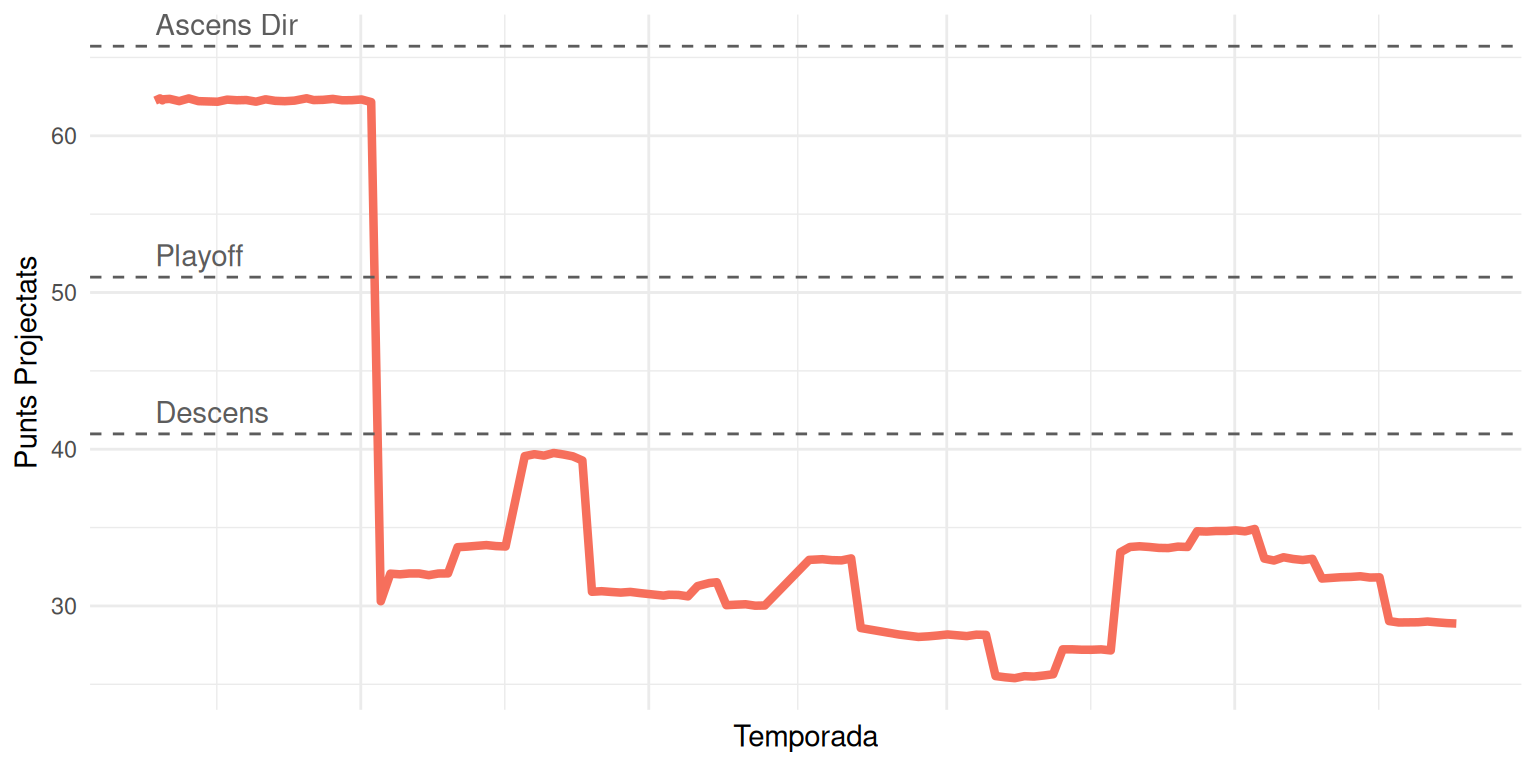 Ascens Dir
60
Playoff
50
Descens
40
30
Punts Projectats
Temporada